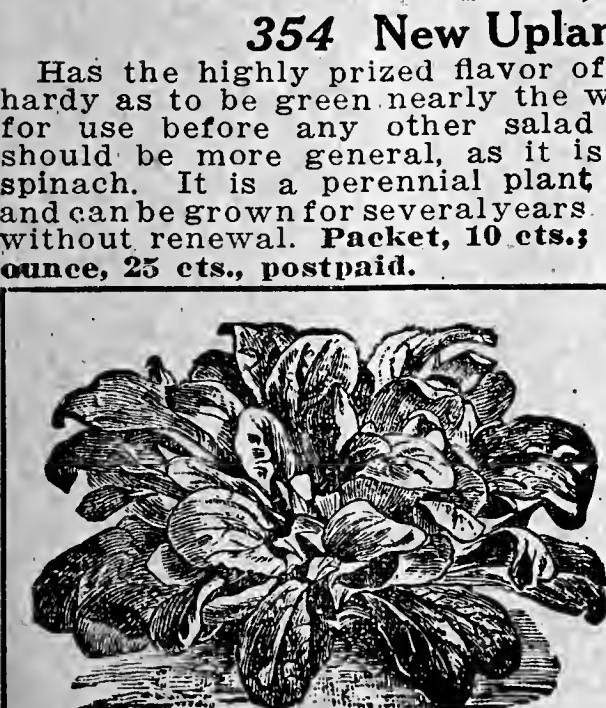 354 New Uplan
Has the highly prized flavor of
hardy as to be green nearly the w
for use before any other salad
should be more general, as it is
spinach. It is a perennial plant
and can be grown for several years
without renewal. Packet, 10 cts.;
ounce, 25 cts., postpaid.